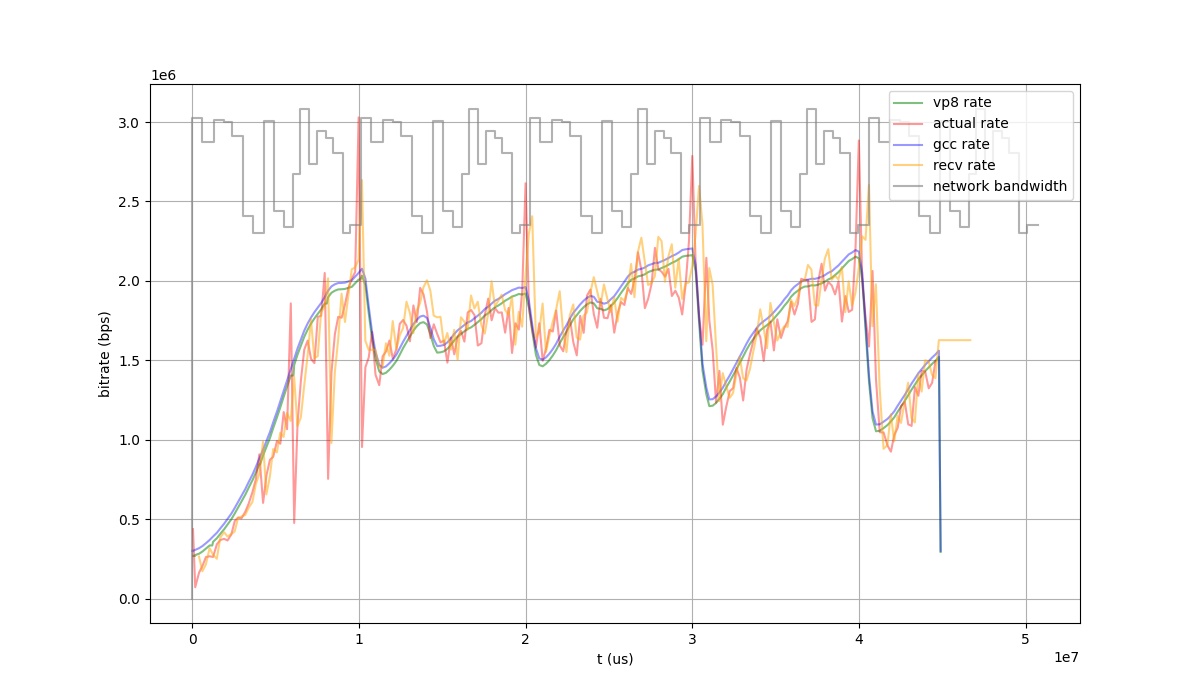 1e6
3.0
2.5
2.0
1.5
1.0
0.5
0.0
bitrate (bps)
vp8 rate
actual rate
gcc rate
recv rate
network bandwidth
0 1 2 3 4 5
1e7
t (us)